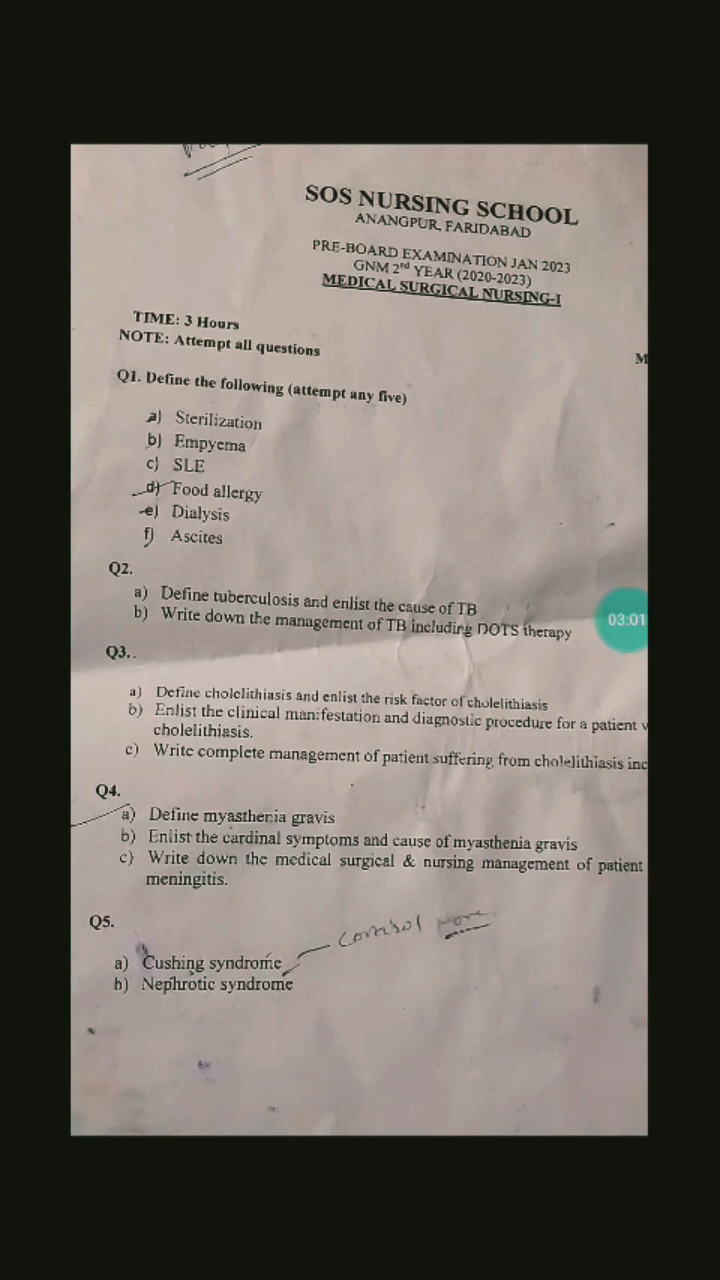 SOS NURSING SCHOOL
ANANGPUR, FARIDABAD
PRE-BOARD EXAMINATION JAN 2023
GNM 2nd YEAR (2020-2023)
MEDICAL SURGICAL NURSING-I
TIME: 3 Hours
NOTE: Attempt all questions
M
Q1. Define the following (attempt any five)
a) Sterilization
b) Empyema
c) SLE
d) Food allergy
e) Dialysis
f) Ascites
Q2.
a) Define tuberculosis and enlist the cause of TB
b) Write down the management of TB including DOTS therapy
03:01
Q3..
a) Define cholelithiasis and enlist the risk factor of cholelithiasis
b) Enlist the clinical manifestation and diagnostic procedure for a patient
cholelithiasis.
c) Write complete management of patient suffering from cholelithiasis inc
Q4.
a) Define myasthenia gravis
b) Enlist the cardinal symptoms and cause of myasthenia gravis
c) Write down the medical surgical & nursing management of patient
meningitis.
Q5.
cortisol more
a) Cushing syndrome
b) Nephrotic syndrome